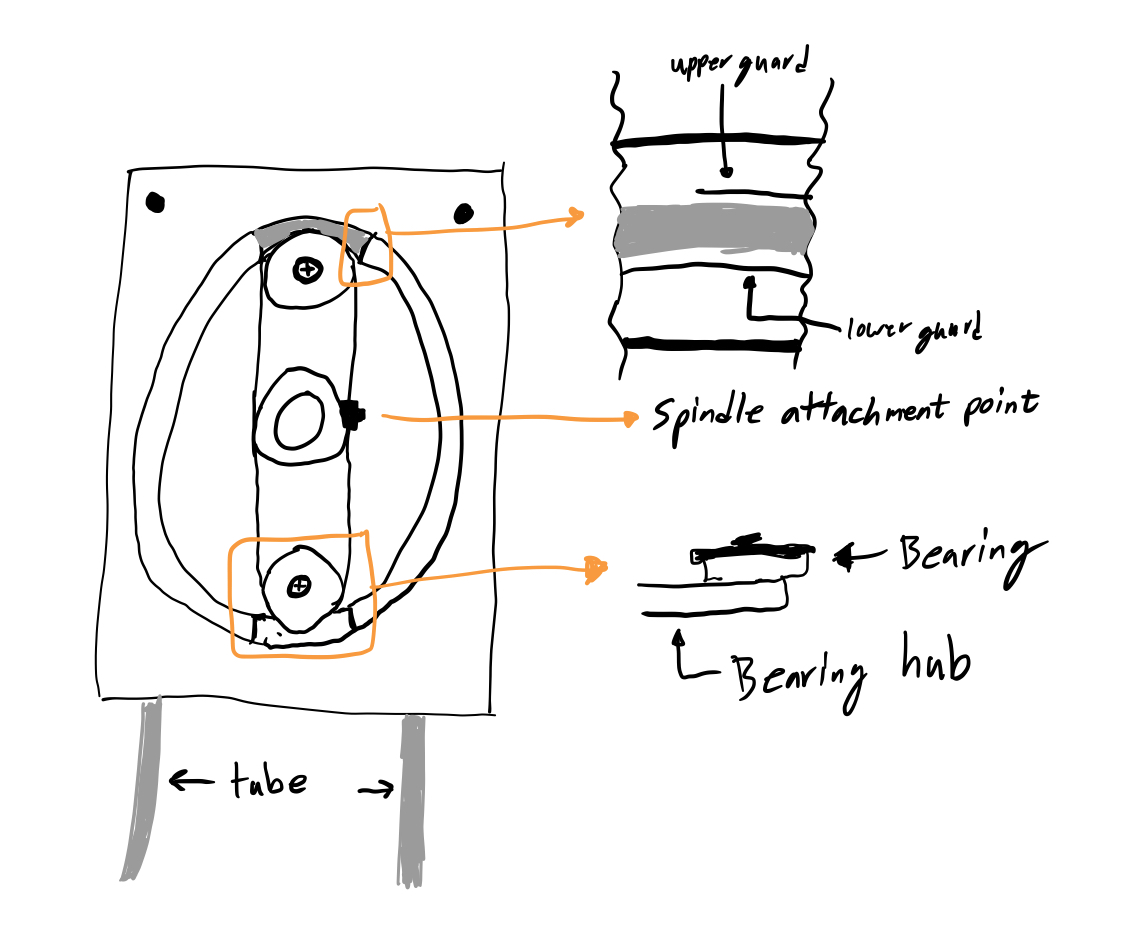 upper guard
lower guard
Spindle attachment point
Bearing
Bearing hub
tube